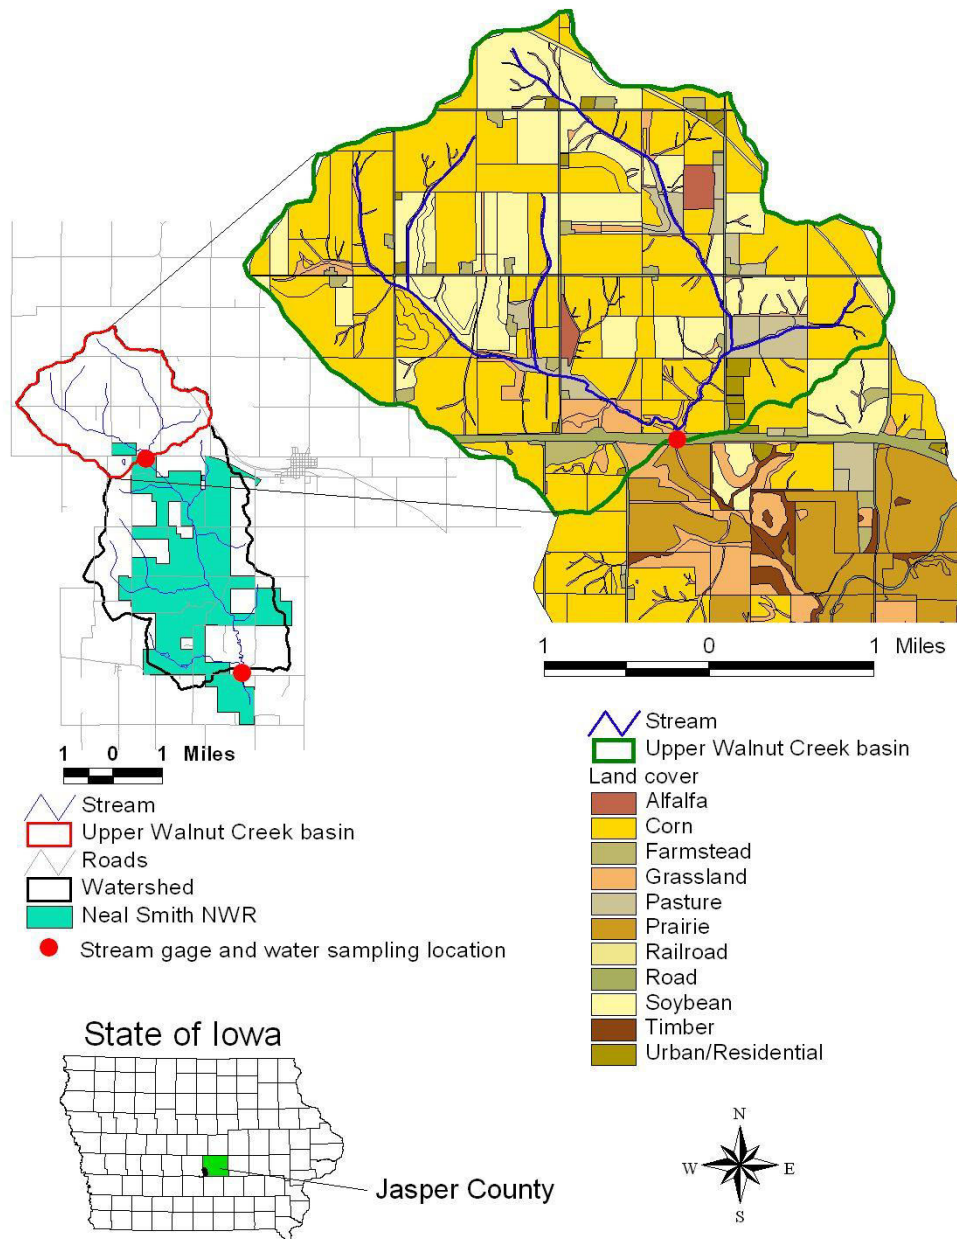 1 0 1 Miles
Stream
Upper Walnut Creek basin
Land cover
Alfalfa
Corn
Farmstead
Grassland
Pasture
Prairie
Railroad
Road
Soybean
Timber
Urban/Residential
1 0 1 Miles
Stream
Upper Walnut Creek basin
Roads
Watershed
Neal Smith NWR
Stream gage and water sampling location
State of Iowa
Jasper County
N
W E
S